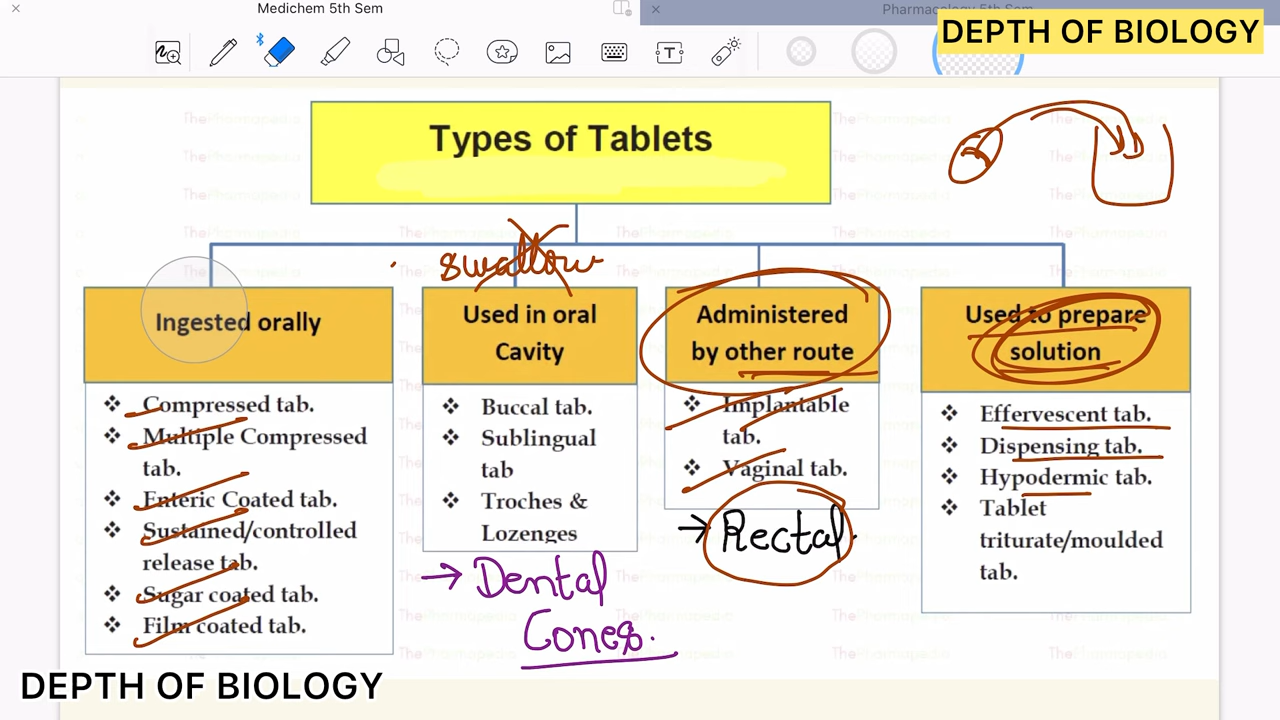 Medichem 5th Sem
Pharmacology 5th Sem
DEPTH OF BIOLOGY
Types of Tablets
swallow
Ingested orally
Compressed tab.
Multiple Compressed
tab.
Enteric Coated tab.
Sustained/controlled
release tab.
Sugar coated tab.
Film coated tab.
Used in oral
Cavity
Buccal tab.
Sublingual
tab
Troches &
Lozenges
→ Dental
Cones.
Administered
by other route
Implantable
tab.
Vaginal tab.
→ Rectal
Used to prepare
solution
Effervescent tab.
Dispensing tab.
Hypodermic tab.
Tablet
triturate/moulded
tab.
DEPTH OF BIOLOGY